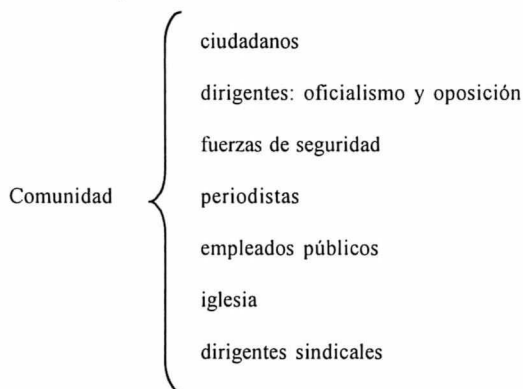 ciudadanos
dirigentes: oficialismo y oposición
fuerzas de seguridad
Comunidad
periodistas
empleados públicos
iglesia
dirigentes sindicales